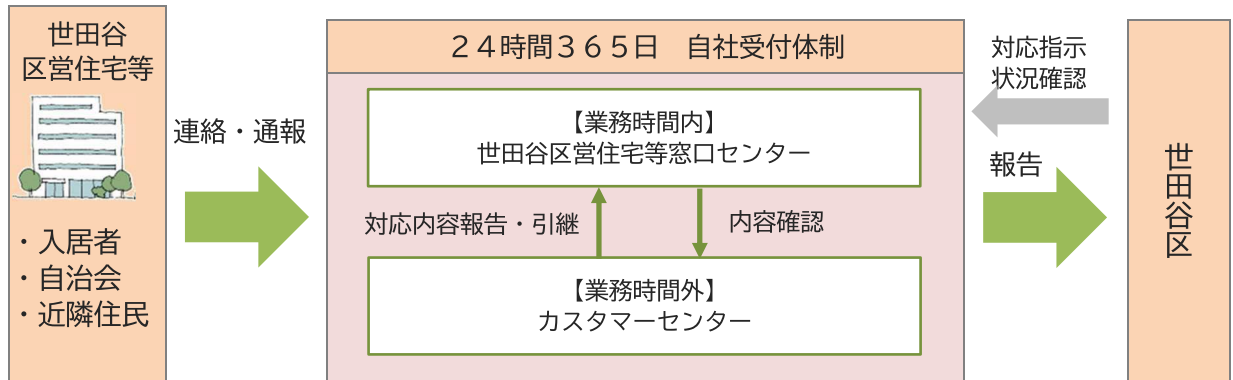 世田谷
区営住宅等
・入居者
・自治会
・近隣住民
連絡・通報
２４時間３６５日　自社受付体制
【業務時間内】
世田谷区営住宅等窓口センター
対応内容報告・引継
内容確認
【業務時間外】
カスタマーセンター
対応指示
状況確認
報告
世田谷区